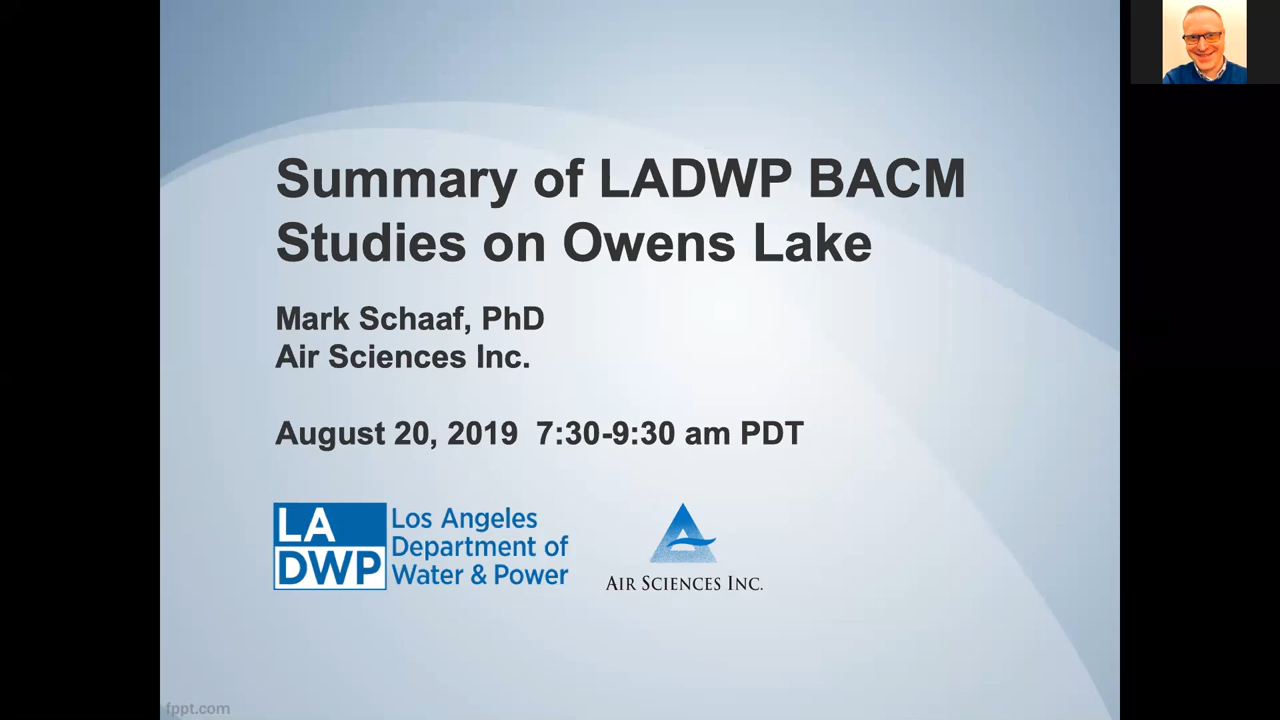 Summary of LADWP BACM
Studies on Owens Lake
Mark Schaaf, PhD
Air Sciences Inc.
August 20, 2019 7:30-9:30 am PDT
LA
DWP
Los Angeles
Department of
Water & Power
AIR SCIENCES INC.
fppt.com